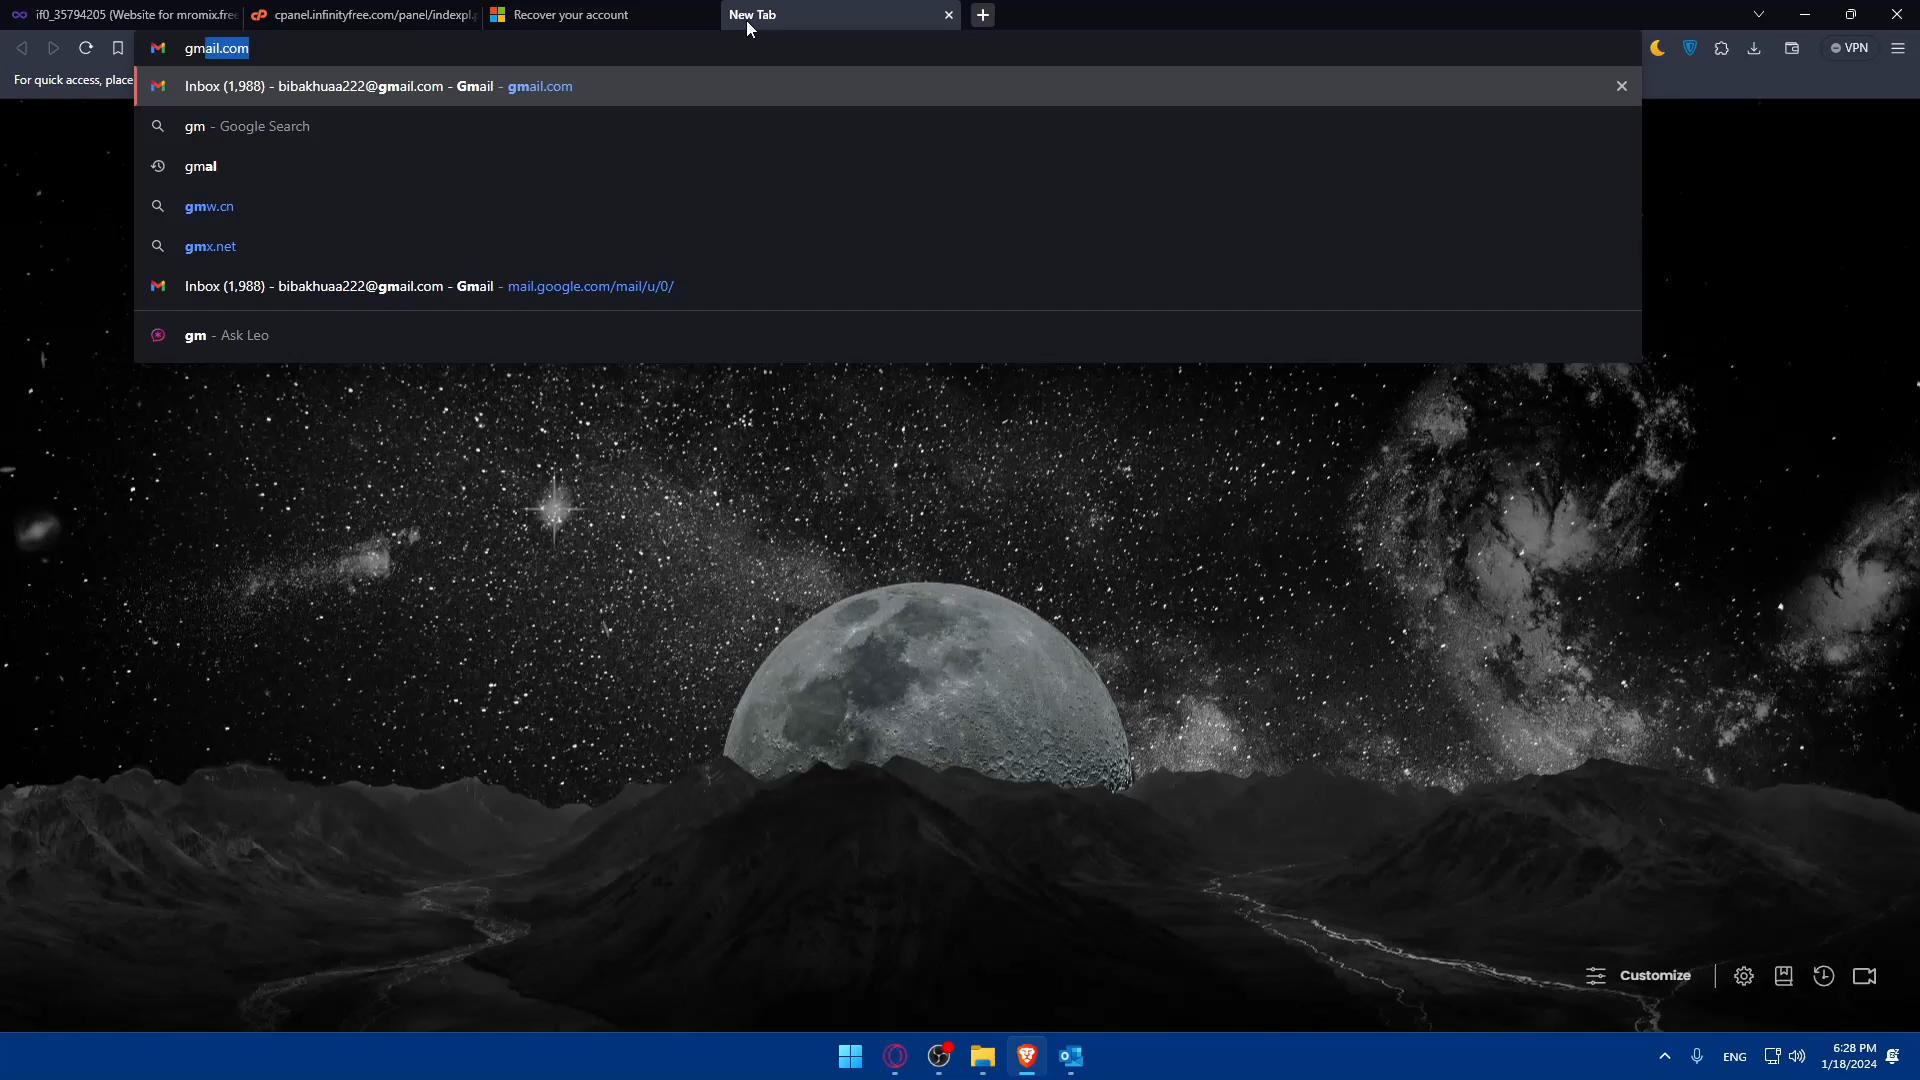 if0_35794205 (Website for mromix.free
cpanel.infinityfree.com/panel/indexpl.p
Recover your account
New Tab
gmail.com
VPN
For quick access, place
Inbox (1,988) - bibakhuaa222@gmail.com - Gmail - gmail.com
gm - Google Search
gmal
gmw.cn
gmx.net
Inbox (1,988) - bibakhuaa222@gmail.com - Gmail - mail.google.com/mail/u/0/
gm - Ask Leo
Customize
ENG
6:28 PM
1/18/2024